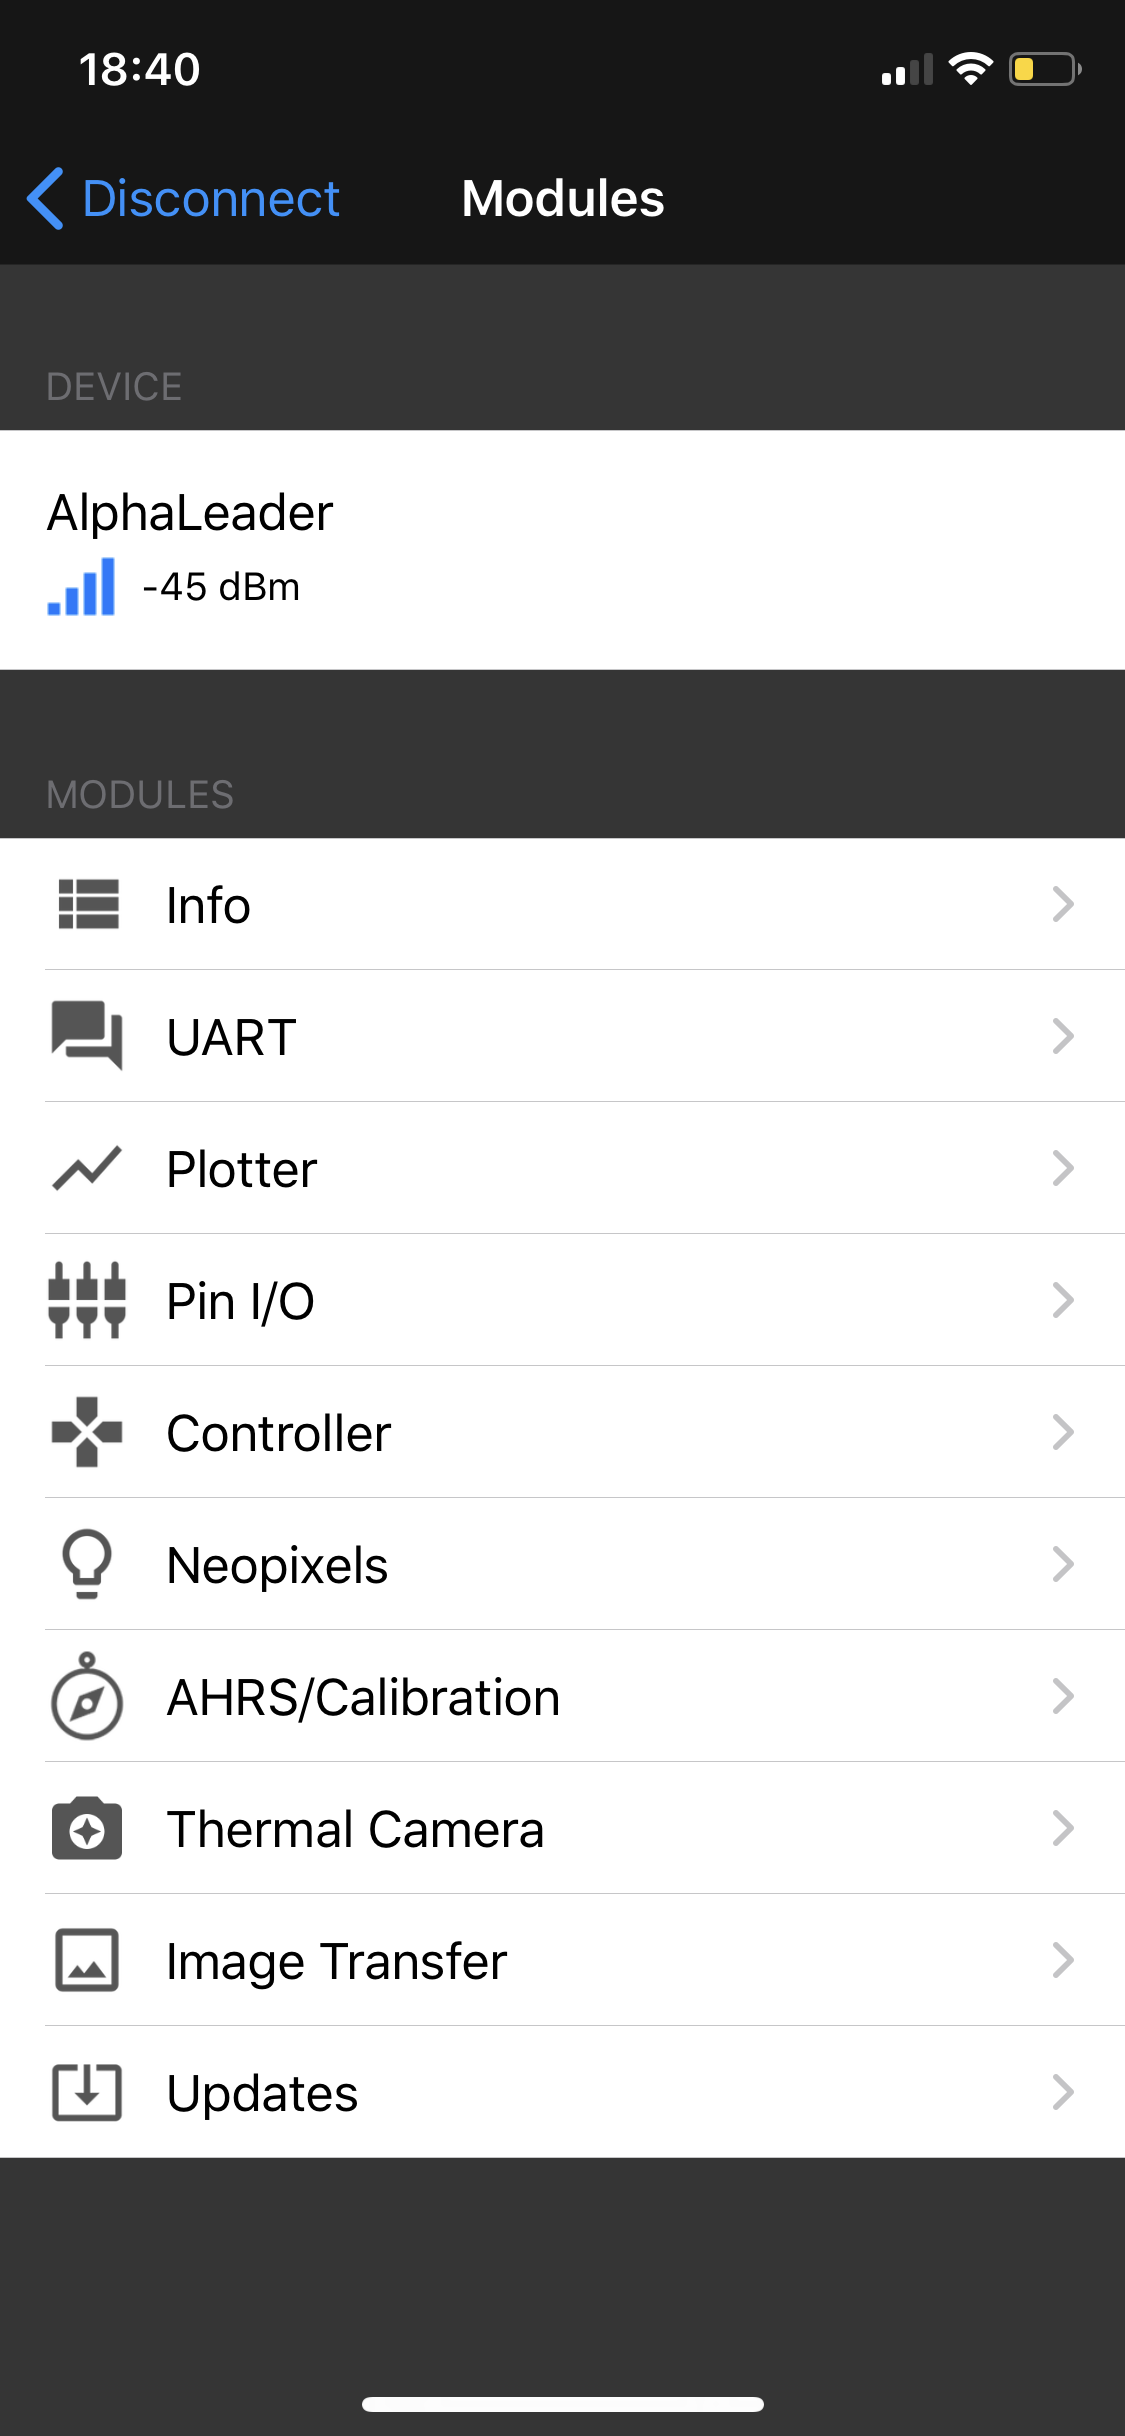 18:40
Disconnect
Modules
DEVICE
AlphaLeader
-45 dBm
MODULES
Info
UART
Plotter
Pin I/O
Controller
Neopixels
AHRS/Calibration
Thermal Camera
Image Transfer
Updates